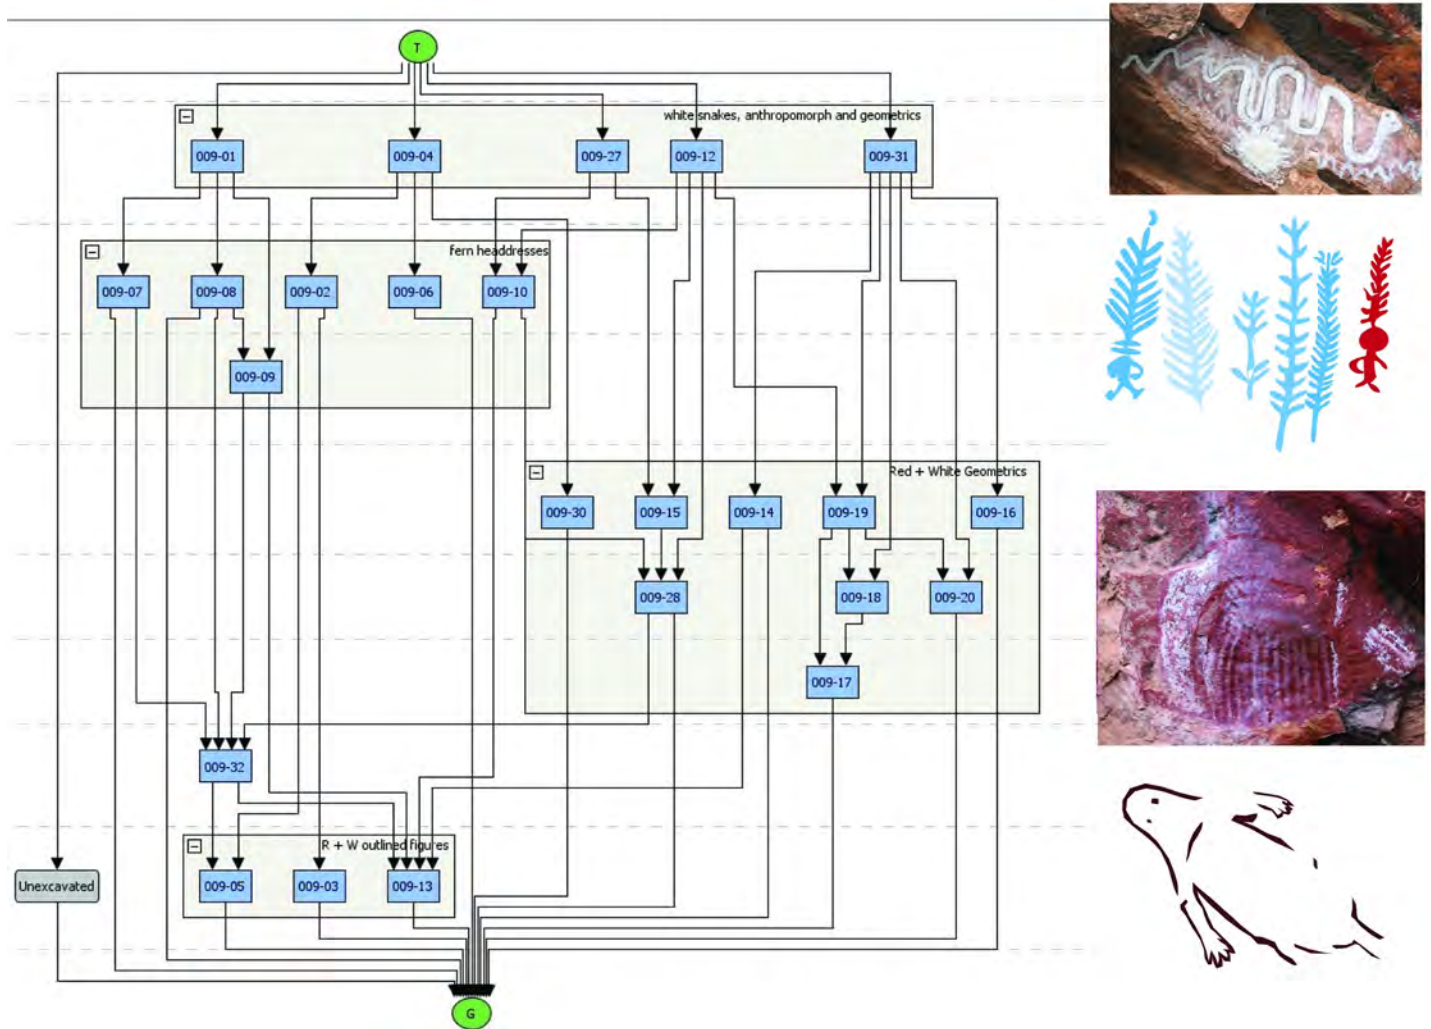 T
white snakes, anthropomorph and geometrics
009-01 009-04 009-27 009-12 009-31
fern headdresses
009-07 009-08 009-02 009-06 009-10
009-09
Red + White Geometrics
009-30 009-15 009-14 009-19 009-16
009-28 009-18 009-20
009-17
009-32
R + W outlined figures
Unexcavated 009-05 009-03 009-13
G